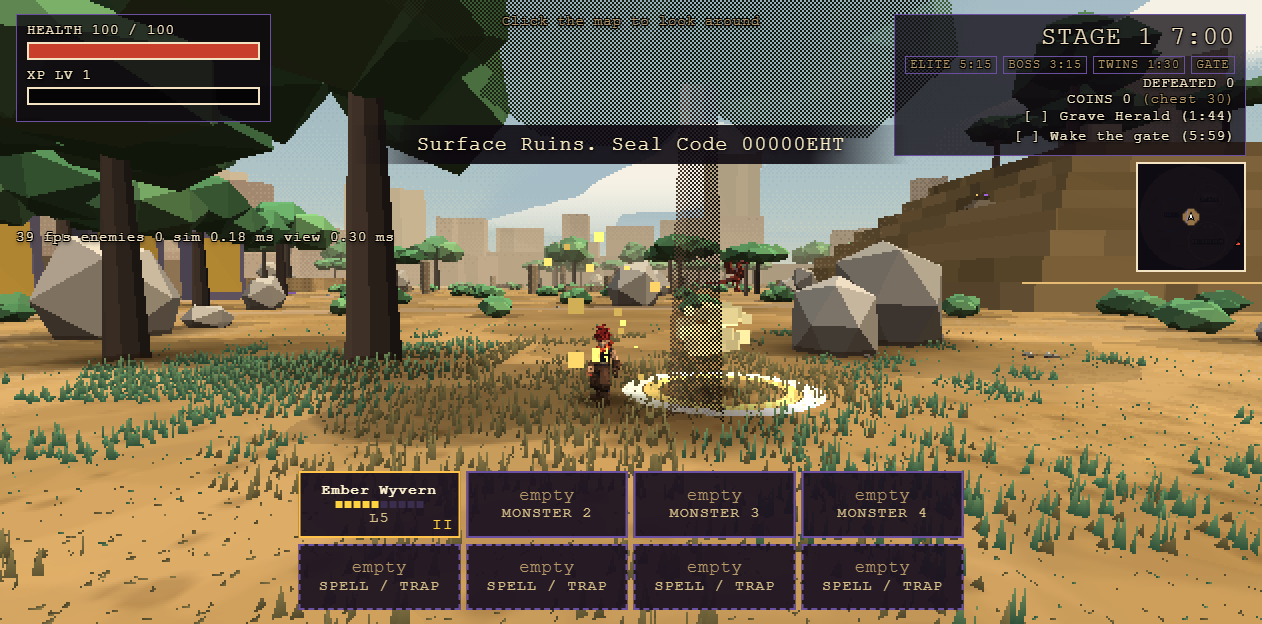 HEALTH 100 / 100
XP LV 1
Click the map to look around
STAGE 1 7:00
ELITE 5:15 BOSS 3:15 TWINS 1:30 GATE
DEFEATED 0
COINS 0 (chest 30)
[ ] Grave Herald (1:44)
[ ] Wake the gate (5:59)
Surface Ruins. Seal Code 00000EHT
39 fps enemies 0 sim 0.18 ms view 0.30 ms
A
Ember Wyvern
L5
II
empty
MONSTER 2
empty
MONSTER 3
empty
MONSTER 4
empty
SPELL / TRAP
empty
SPELL / TRAP
empty
SPELL / TRAP
empty
SPELL / TRAP